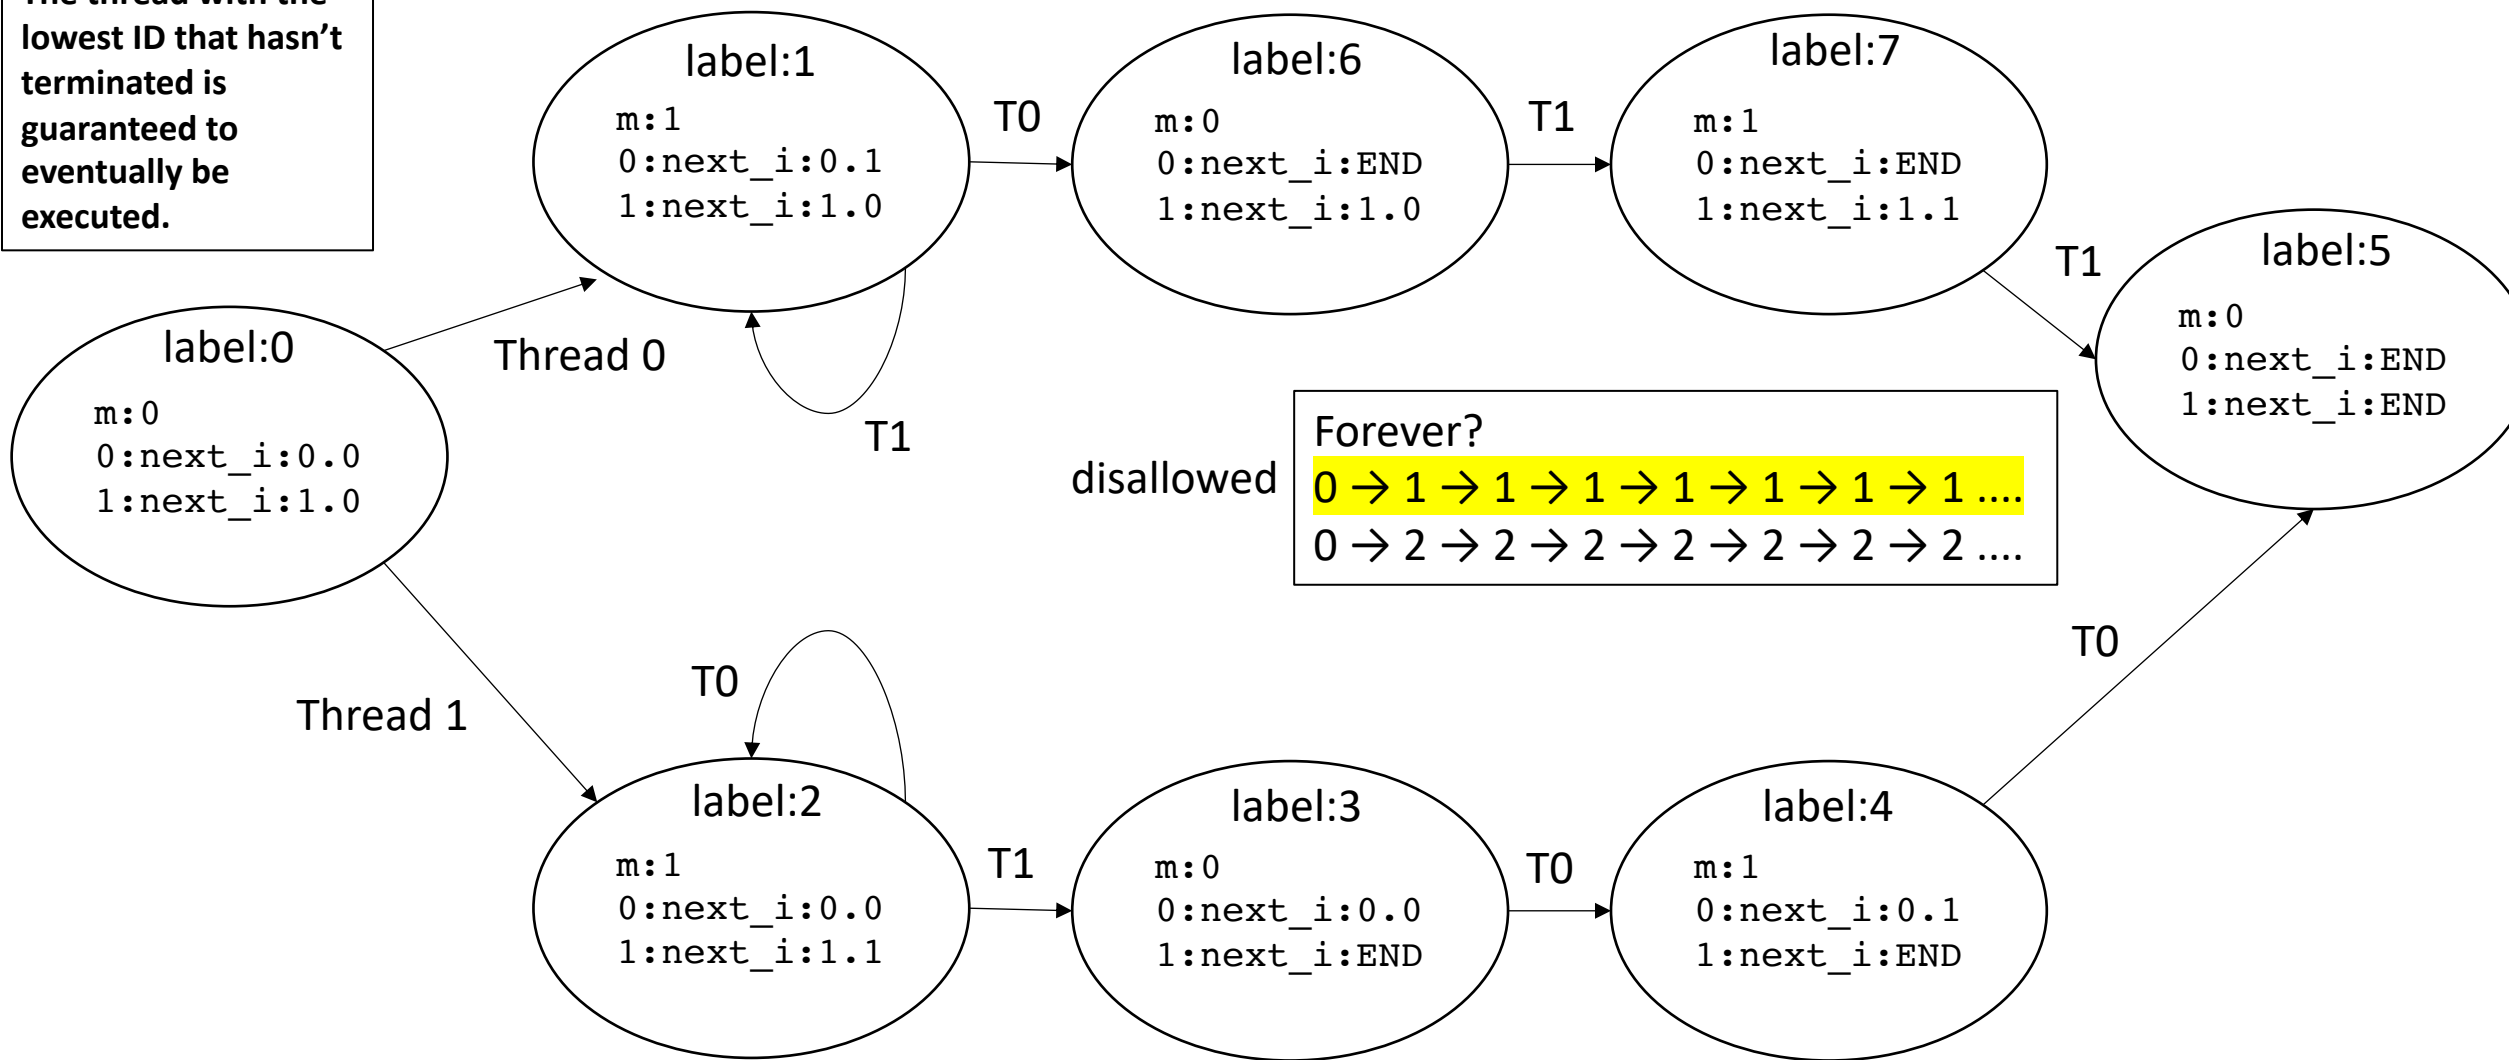 The thread with the
lowest ID that hasn’t
terminated is
guaranteed to
eventually be
executed.
label:0
m:0
0:next_i:0.0
1:next_i:1.0
Thread 0
Thread 1
label:1
m:1
0:next_i:0.1
1:next_i:1.0
T0
T1
label:6
m:0
0:next_i:END
1:next_i:1.0
T1
label:7
m:1
0:next_i:END
1:next_i:1.1
T1
label:5
m:0
0:next_i:END
1:next_i:END
disallowed
Forever?
0 → 1 → 1 → 1 → 1 → 1 → 1 → 1 ....
0 → 2 → 2 → 2 → 2 → 2 → 2 → 2 ....
T0
label:2
m:1
0:next_i:0.0
1:next_i:1.1
T1
label:3
m:0
0:next_i:0.0
1:next_i:END
T0
label:4
m:1
0:next_i:0.1
1:next_i:END
T0